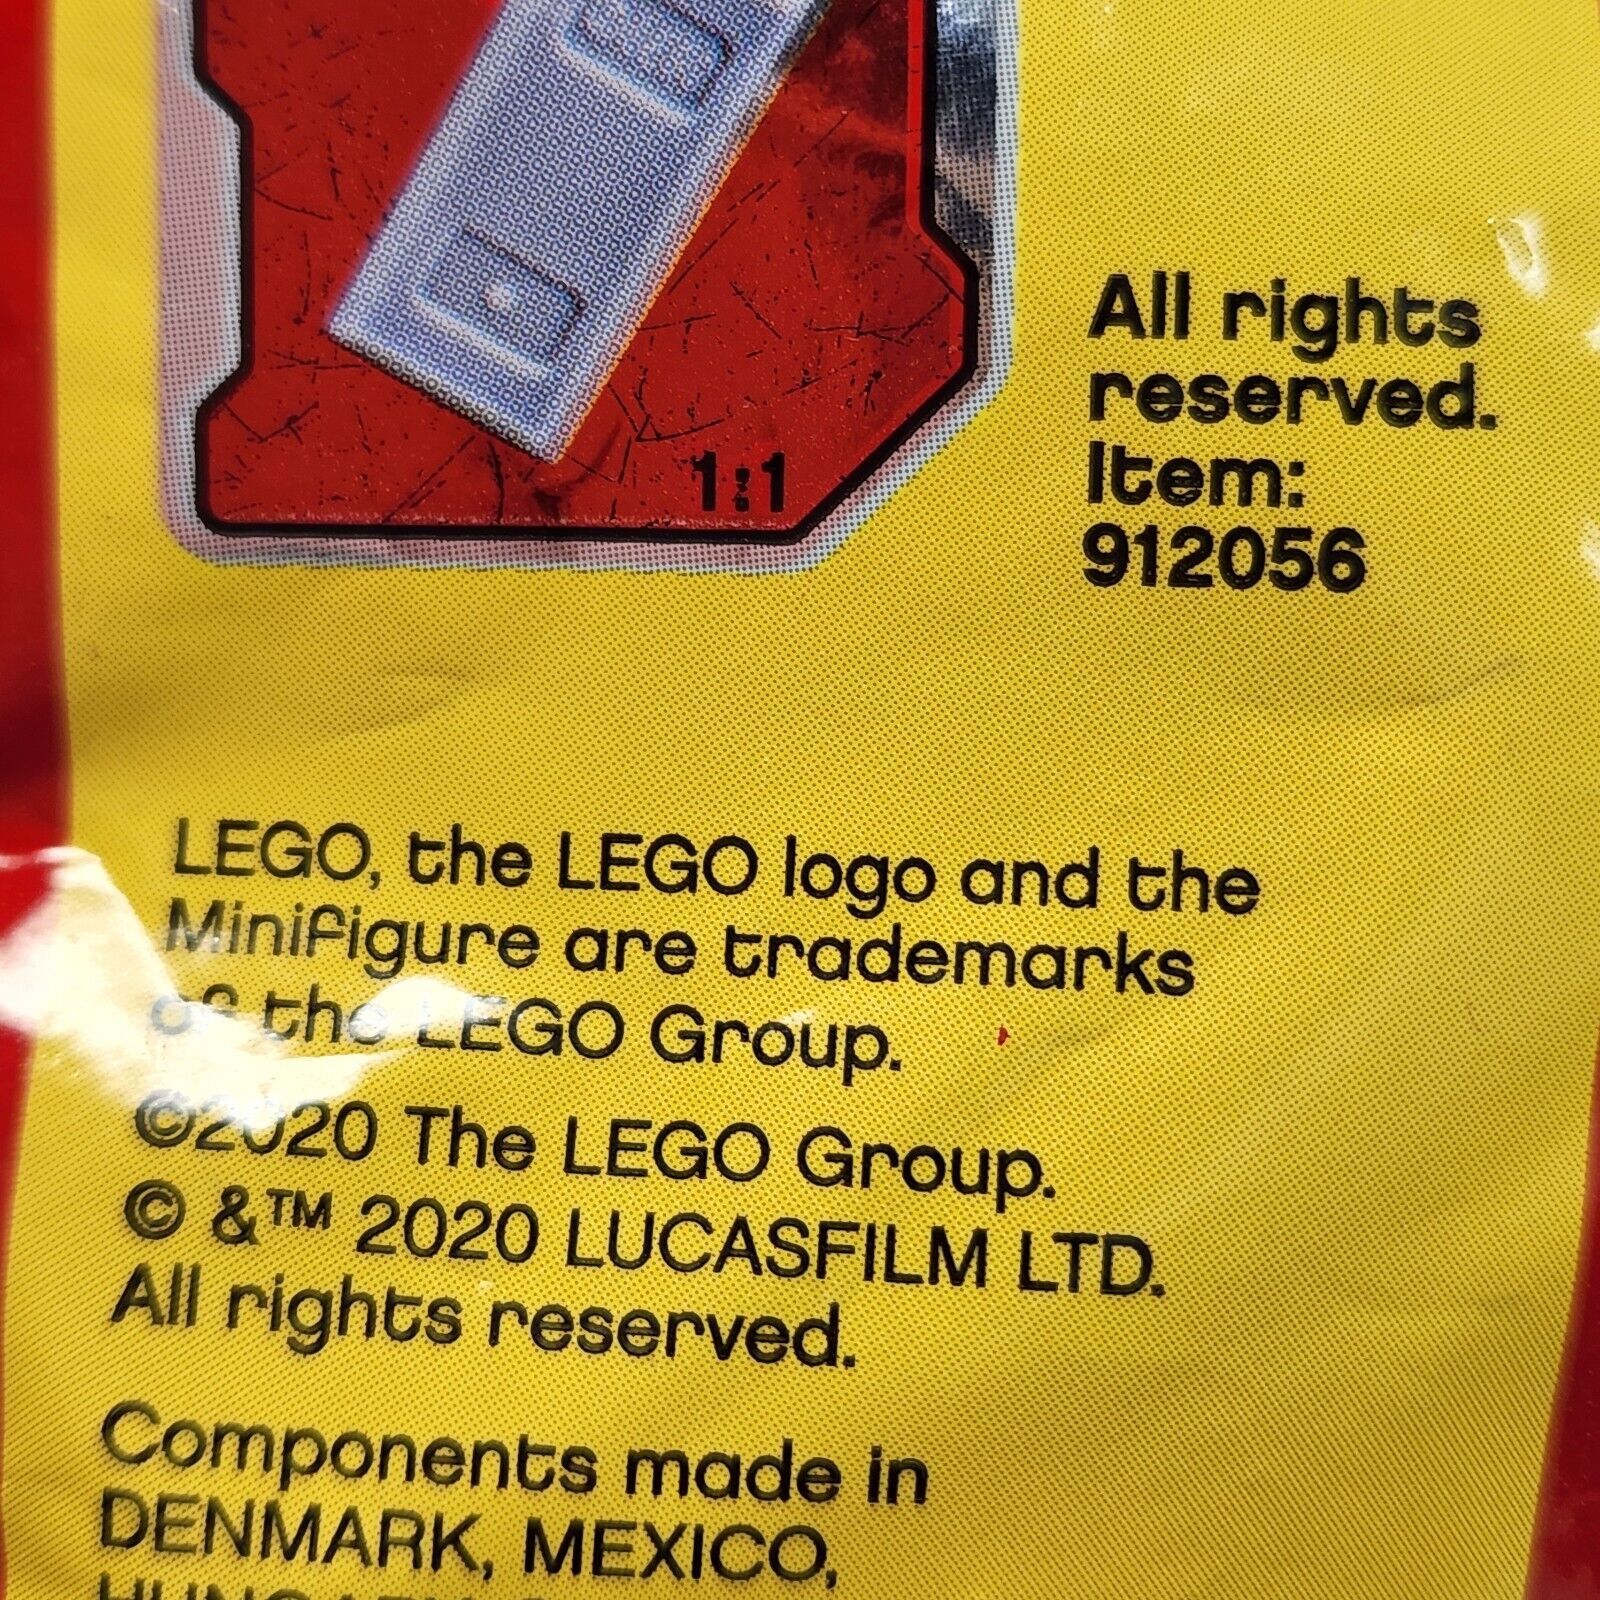 1:1
All rights
reserved.
Item:
912056
LEGO, the LEGO logo and the
Minifigure are trademarks
of the LEGO Group.
©2020 The LEGO Group.
© &™ 2020 LUCASFILM LTD.
All rights reserved.
Components made in
DENMARK, MEXICO,